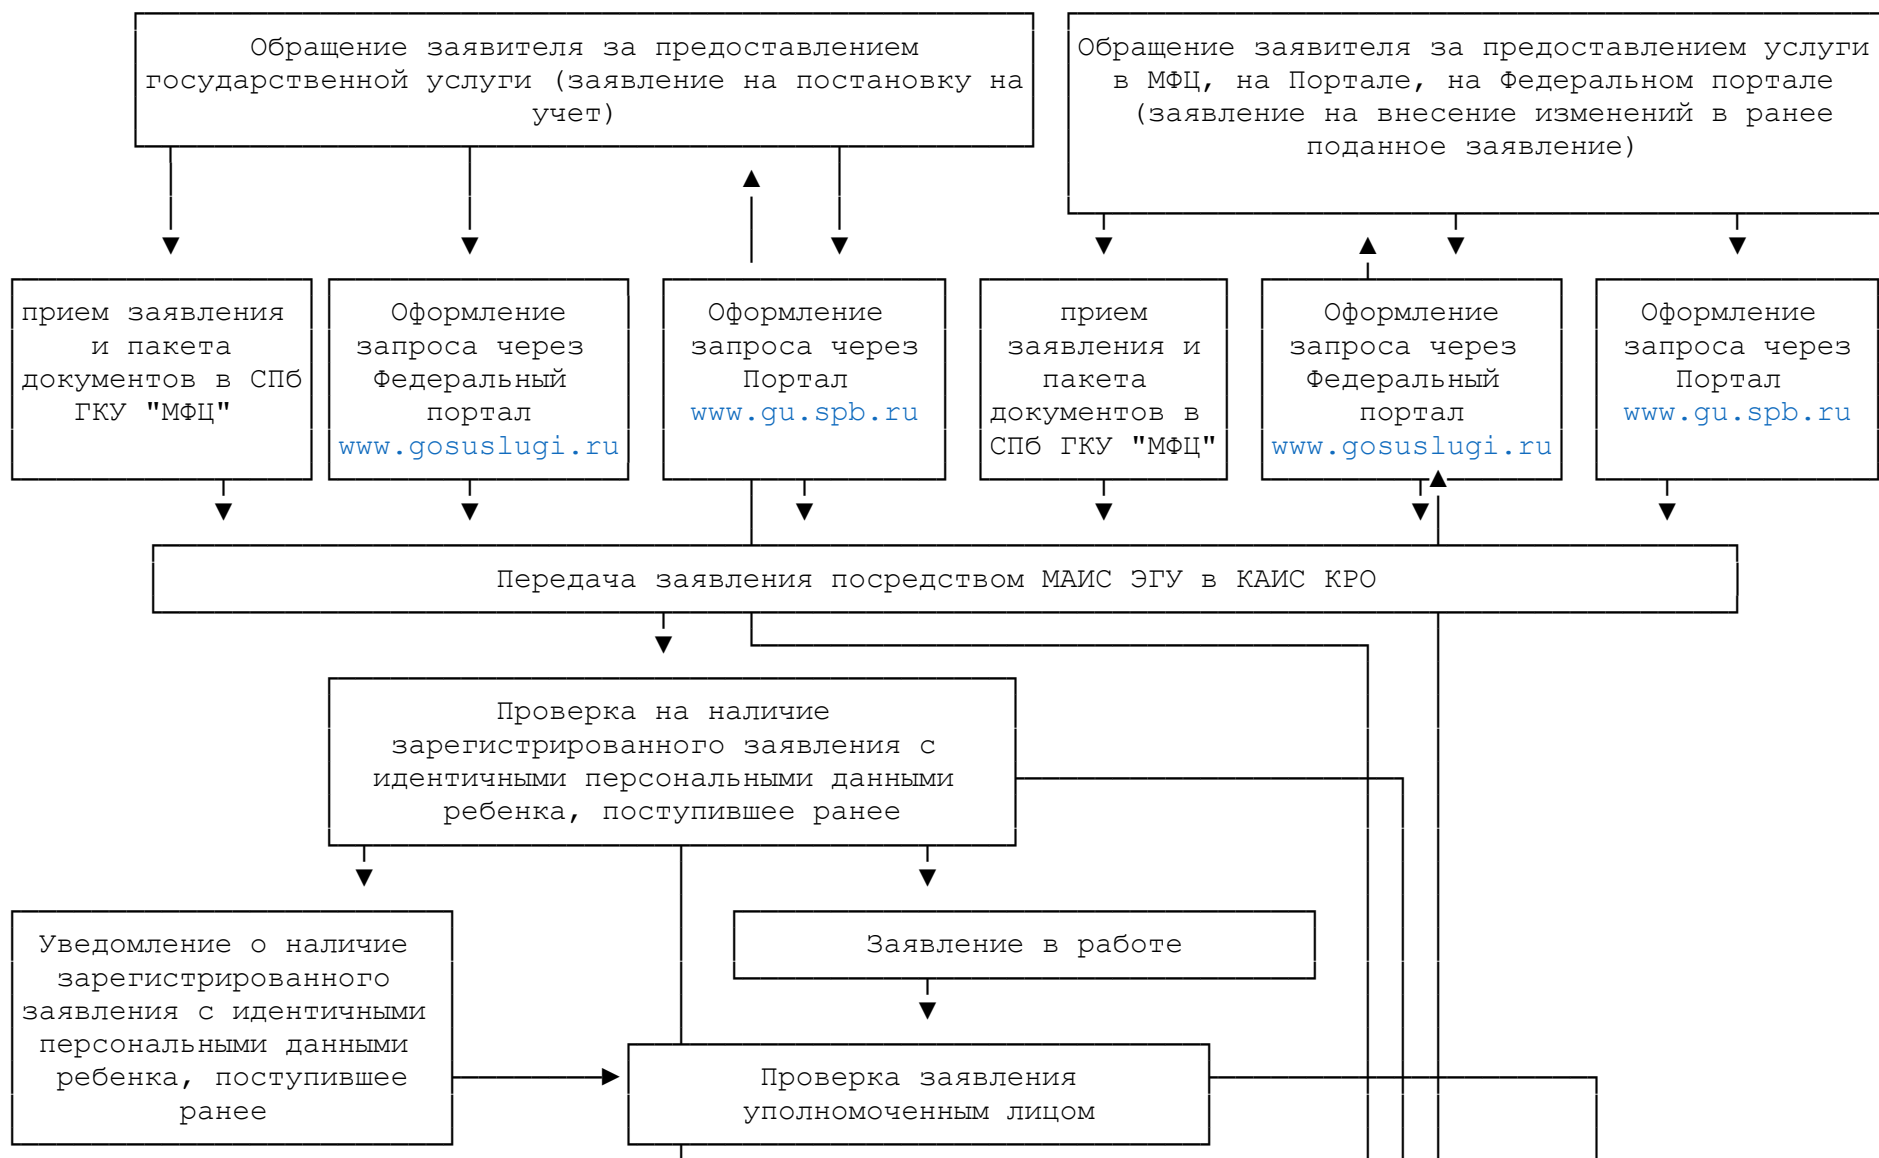 Обращение заявителя за предоставлением
государственной услуги (заявление на постановку на
учет)
Обращение заявителя за предоставлением услуги
в МФЦ, на Портале, на Федеральном портале
(заявление на внесение изменений в ранее
поданное заявление)
прием заявления
и пакета
документов в СПб
ГКУ "МФЦ"
Оформление
запроса через
Федеральный
портал
www.gosuslugi.ru
Оформление
запроса через
Портал
www.gu.spb.ru
прием
заявления и
пакета
документов в
СПб ГКУ "МФЦ"
Оформление
запроса через
Федеральный
портал
www.gosuslugi.ru
Оформление
запроса через
Портал
www.gu.spb.ru
Передача заявления посредством МАИС ЭГУ в КАИС КРО
Проверка на наличие
зарегистрированного заявления с
идентичными персональными данными
ребенка, поступившее ранее
Уведомление о наличие
зарегистрированного
заявления с идентичными
персональными данными
ребенка, поступившее
ранее
Заявление в работе
Проверка заявления
уполномоченным лицом